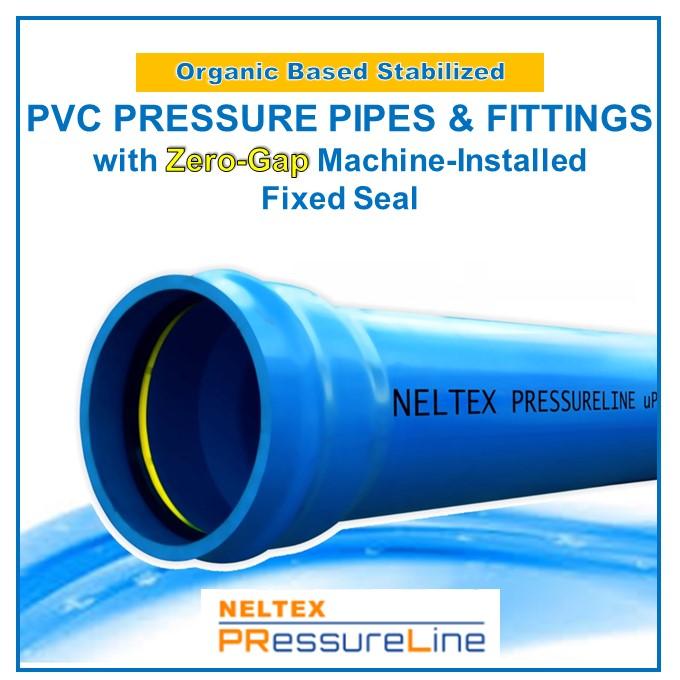 Organic Based Stabilized
PVC PRESSURE PIPES & FITTINGS
with Zero-Gap Machine-Installed
Fixed Seal
NELTEX PRESSURELINE uP
NELTEX
PRessureLine